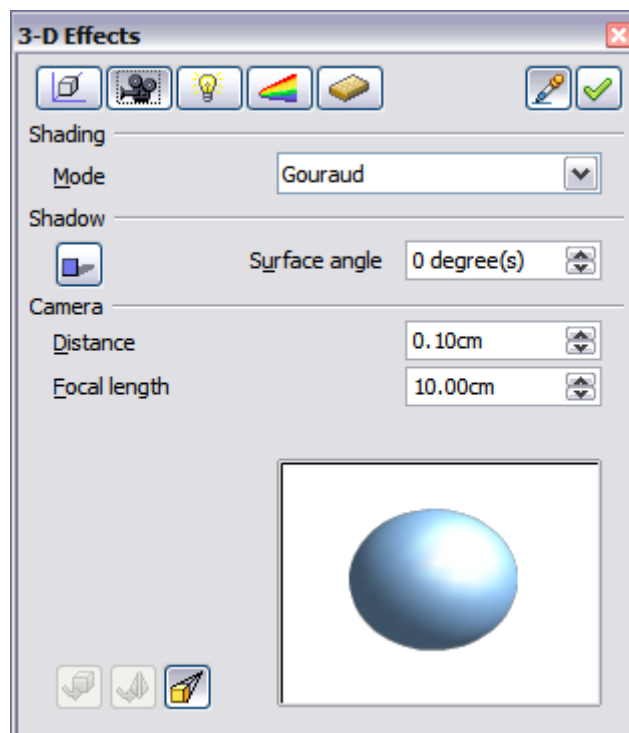 3-D Effects
Shading
Mode Gouraud
Shadow
Surface angle 0 degree(s)
Camera
Distance 0.10cm
Focal length 10.00cm